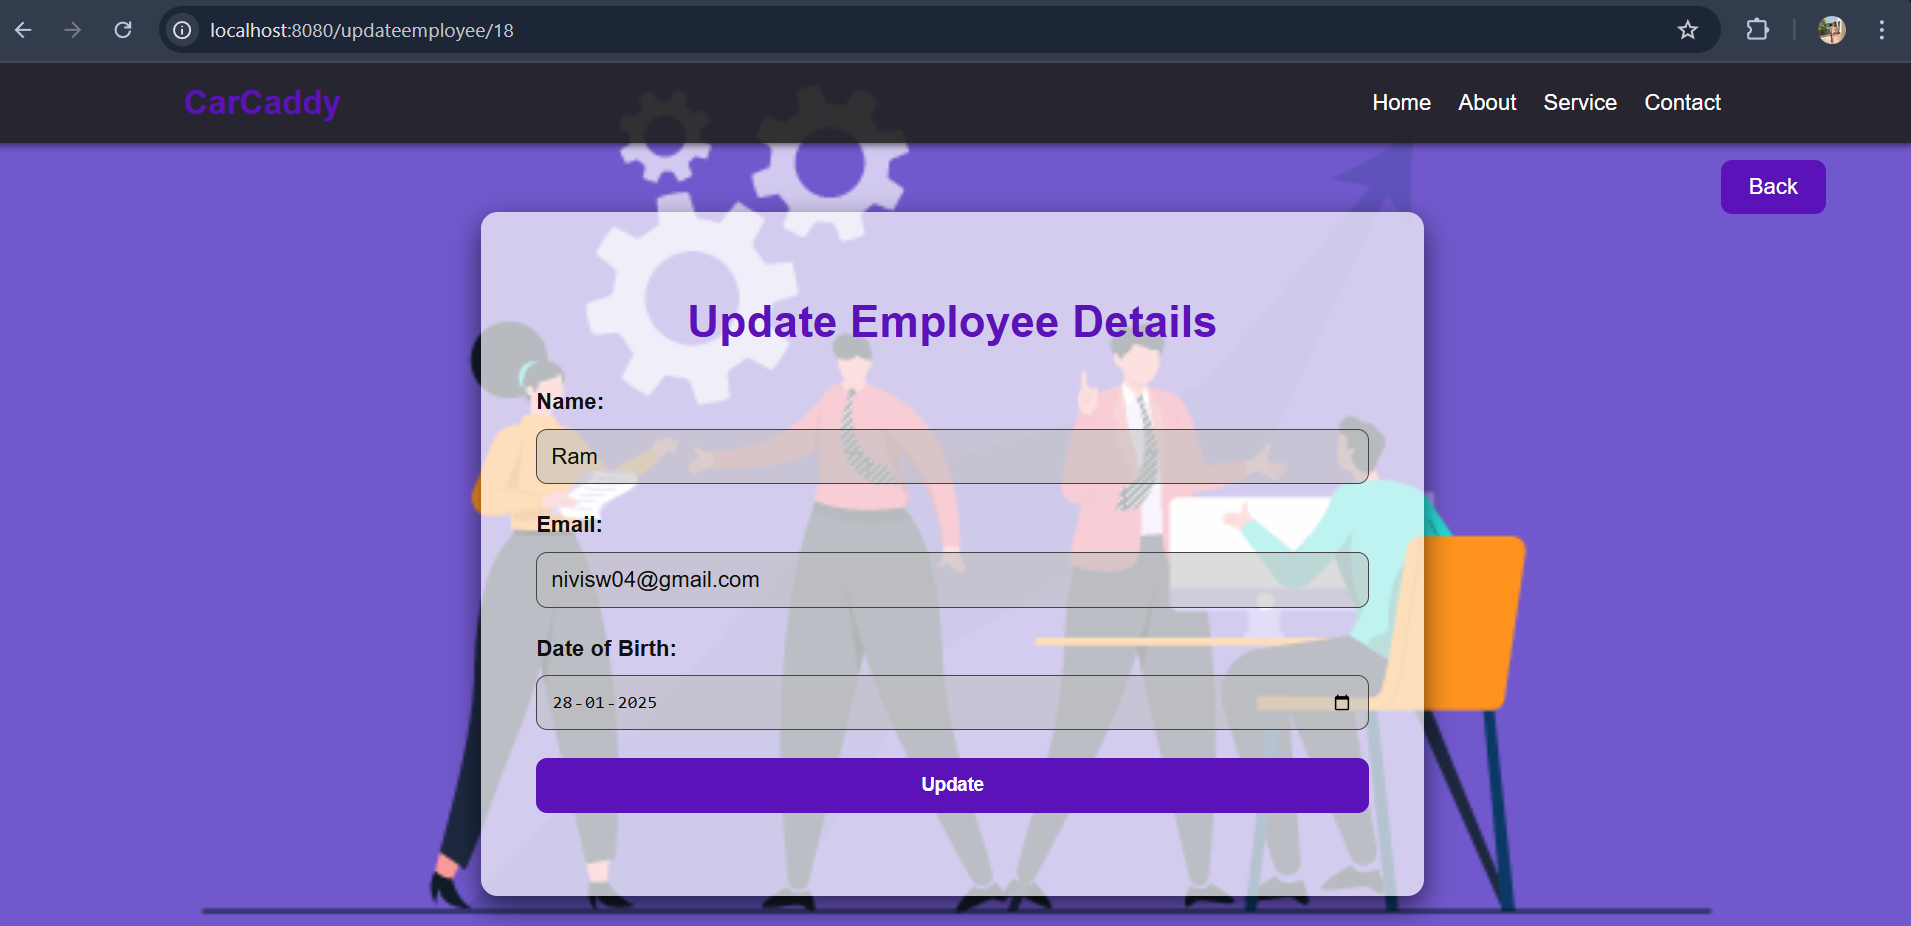 localhost:8080/updateemployee/18
CarCaddy
Home About Service Contact
Back
Update Employee Details
Name:
Ram
Email:
nivisw04@gmail.com
Date of Birth:
28-01-2025
Update